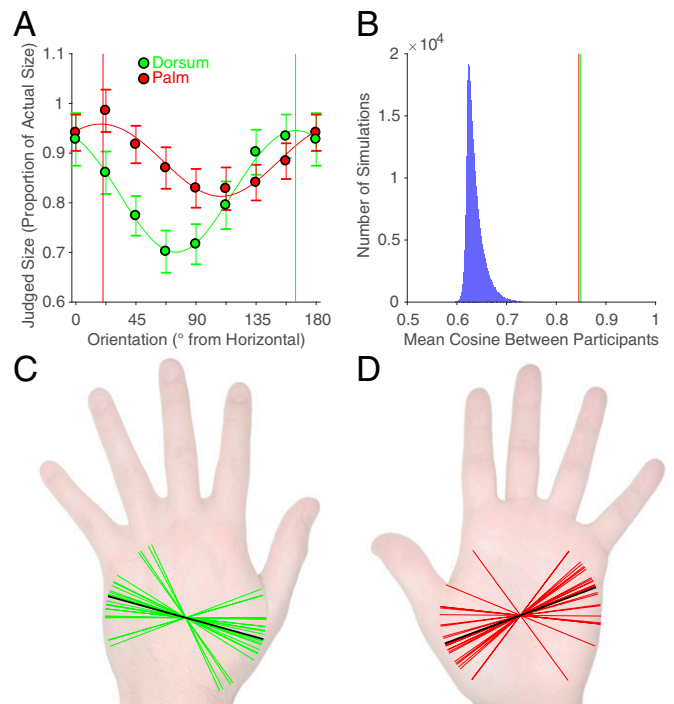 A
Judged Size (Proportion of Actual Size)
1.1
1
0.9
0.8
0.7
0.6
Dorsum
Palm
0 45 90 135 180
Orientation (° from Horizontal)
B
Number of Simulations
2 × 10⁴
1.5
1
0.5
0
0.5 0.6 0.7 0.8 0.9 1
Mean Cosine Between Participants
C
D